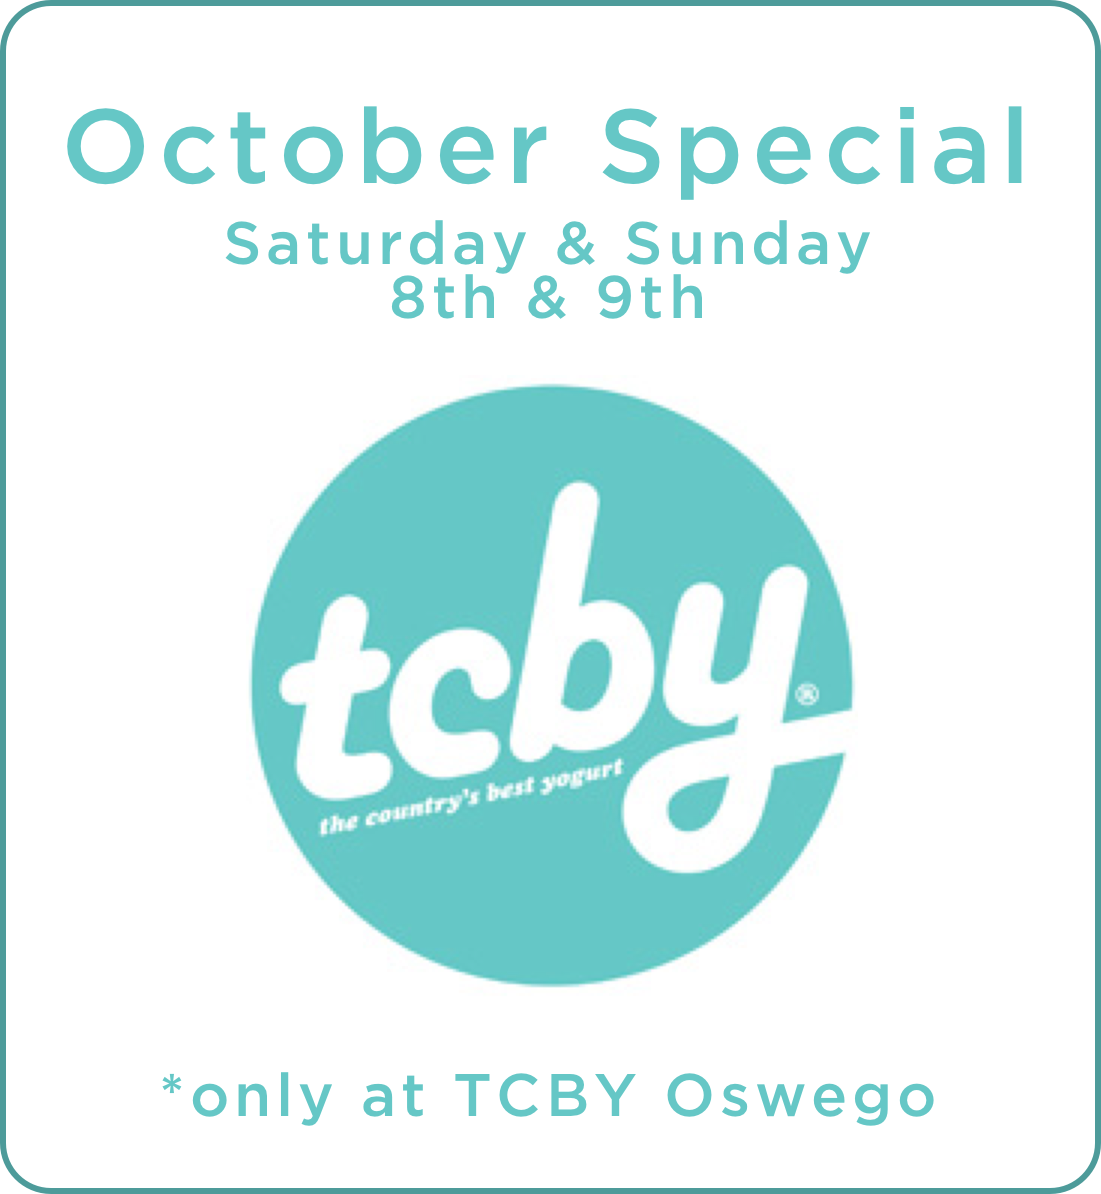 October Special
Saturday & Sunday
8th & 9th
tcby®
the country's best yogurt
*only at TCBY Oswego